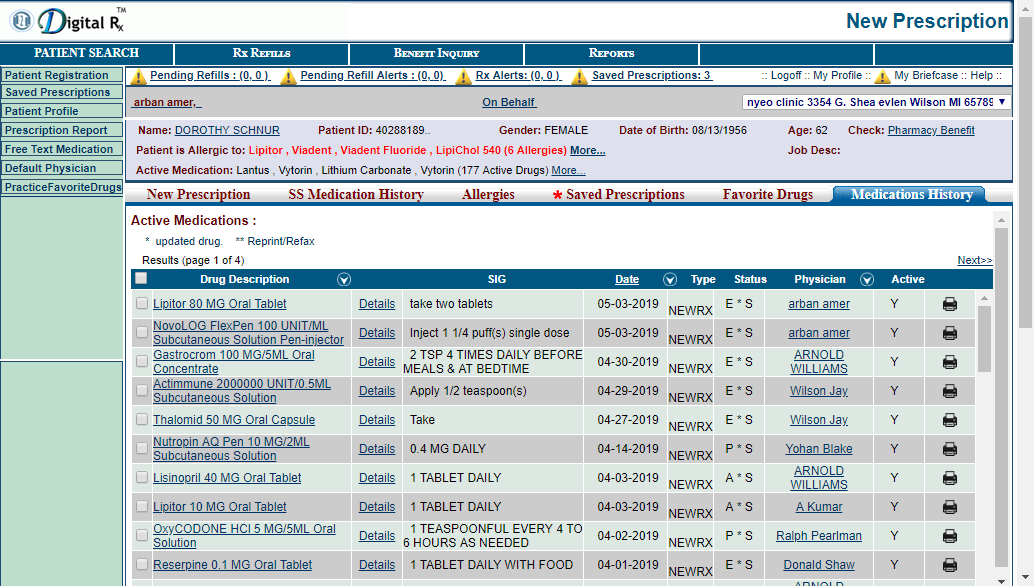 Digital Rx TM
New Prescription
PATIENT SEARCH RX REFILLS BENEFIT INQUIRY REPORTS
Patient Registration
Saved Prescriptions
Patient Profile
Prescription Report
Free Text Medication
Default Physician
PracticeFavoriteDrugs
Pending Refills : (0, 0 ) Pending Refill Alerts : (0, 0) Rx Alerts: (0, 0 ) Saved Prescriptions: 3 :: Logoff :: My Profile :: My Briefcase :: Help ::
arban amer, On Behalf nyeo clinic 3354 G. Shea evlen Wilson MI 65789
Name: DOROTHY SCHNUR Patient ID: 40288189.. Gender: FEMALE Date of Birth: 08/13/1956 Age: 62 Check: Pharmacy Benefit
Patient is Allergic to: Lipitor , Viadent , Viadent Fluoride , LipiChol 540 (6 Allergies) More... Job Desc:
Active Medication: Lantus , Vytorin , Lithium Carbonate , Vytorin (177 Active Drugs) More...
New Prescription SS Medication History Allergies * Saved Prescriptions Favorite Drugs Medications History
Active Medications :
* updated drug. ** Reprint/Refax
Results (page 1 of 4) Next>>
Drug Description SIG Date Type Status Physician Active
Lipitor 80 MG Oral Tablet Details take two tablets 05-03-2019 NEWRX E * S arban amer Y
NovoLOG FlexPen 100 UNIT/ML
Subcutaneous Solution Pen-injector Details Inject 1 1/4 puff(s) single dose 05-03-2019 NEWRX E * S arban amer Y
Gastrocrom 100 MG/5ML Oral
Concentrate Details 2 TSP 4 TIMES DAILY BEFORE
MEALS & AT BEDTIME 04-30-2019 NEWRX E * S ARNOLD
WILLIAMS Y
Actimmune 2000000 UNIT/0.5ML
Subcutaneous Solution Details Apply 1/2 teaspoon(s) 04-29-2019 NEWRX E * S Wilson Jay Y
Thalomid 50 MG Oral Capsule Details Take 04-27-2019 NEWRX E * S Wilson Jay Y
Nutropin AQ Pen 10 MG/2ML
Subcutaneous Solution Details 0.4 MG DAILY 04-14-2019 NEWRX P * S Yohan Blake Y
Lisinopril 40 MG Oral Tablet Details 1 TABLET DAILY 04-03-2019 NEWRX A * S ARNOLD
WILLIAMS Y
Lipitor 10 MG Oral Tablet Details 1 TABLET DAILY 04-03-2019 NEWRX A * S A Kumar Y
OxyCODONE HCl 5 MG/5ML Oral
Solution Details 1 TEASPOONFUL EVERY 4 TO
6 HOURS AS NEEDED 04-02-2019 NEWRX P * S Ralph Pearlman Y
Reserpine 0.1 MG Oral Tablet Details 1 TABLET DAILY WITH FOOD 04-01-2019 NEWRX E * S Donald Shaw Y